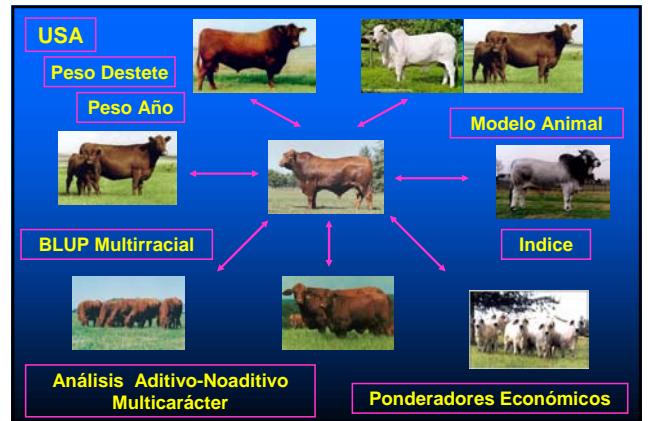 USA
Peso Destete
Peso Año
Modelo Animal
BLUP Multirracial
Indice
Análisis Aditivo-Noaditivo
Multicarácter
Ponderadores Económicos